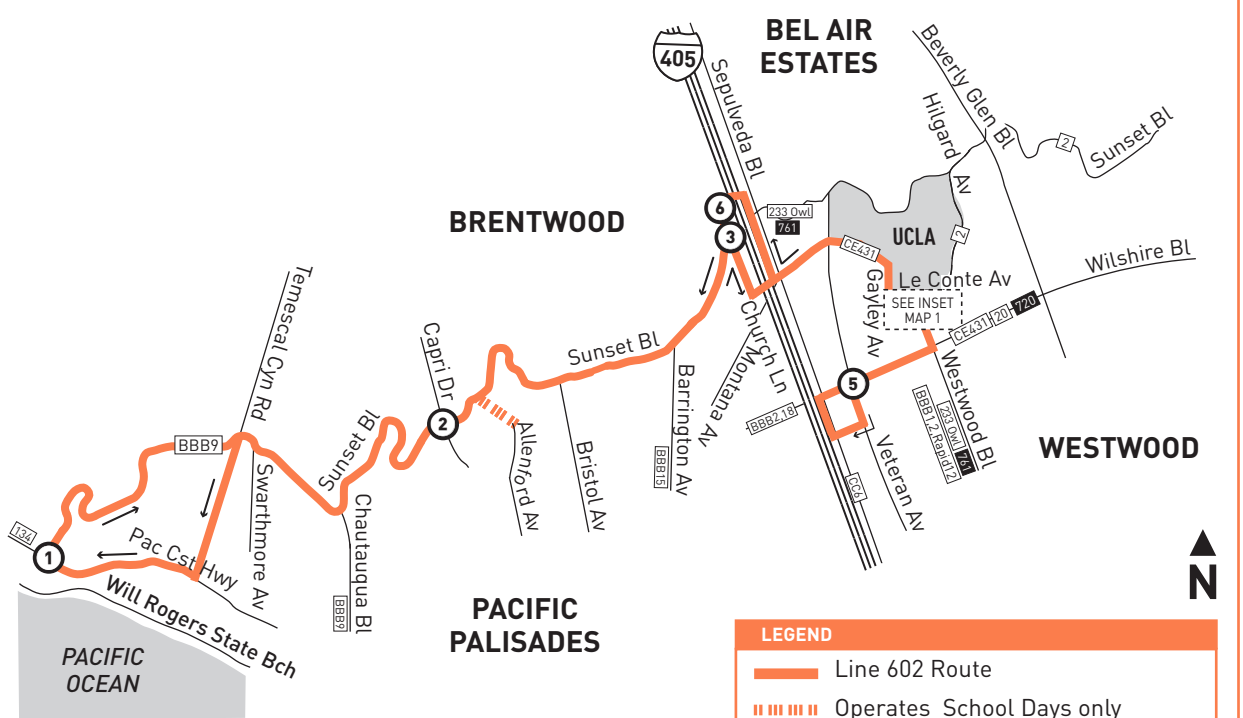 BEL AIR
ESTATES
405
Sepulveda Bl
Beverly Glen Bl
Hilgard Av
2
Sunset Bl
BRENTWOOD
6
3
233 Owl
761
UCLA
CE431
2
Gayley Av
Le Conte Av
SEE INSET
MAP 1
Wilshire Bl
CE431
20
720
Temescal Cyn Rd
Capri Dr
Sunset Bl
Church Ln
Montana Av
Barrington Av
BBB15
BBB2,18
5
Westwood Bl
BBB1,2,Rapid12
233 Owl
761
WESTWOOD
2
Sunset Bl
Allenford Av
Bristol Av
Veteran Av
CC6
BBB9
Swarthmore Av
Chautauqua Bl
BBB9
134
1
Pac Cst Hwy
Will Rogers State Bch
PACIFIC
PALISADES
N
PACIFIC
OCEAN
LEGEND
Line 602 Route
Operates School Days only